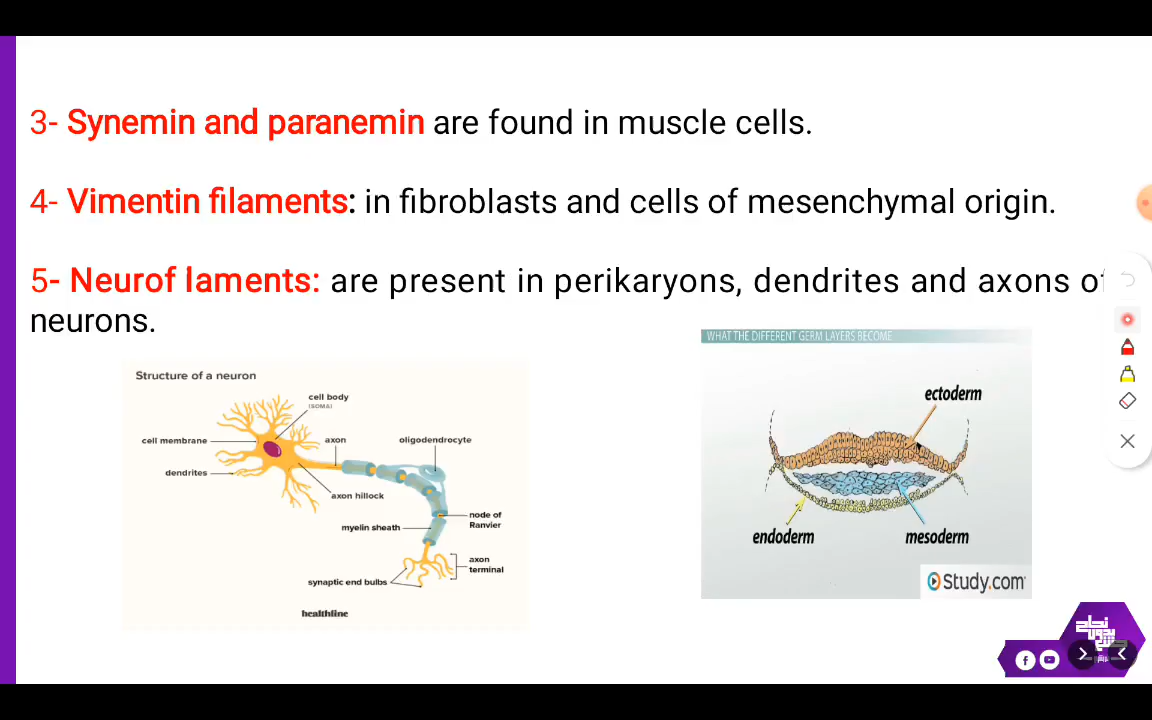 3- Synemin and paranemin are found in muscle cells.
4- Vimentin filaments: in fibroblasts and cells of mesenchymal origin.
5- Neurof laments: are present in perikaryons, dendrites and axons of
neurons.
WHAT THE DIFFERENT GERM LAYERS BECOME
Structure of a neuron
cell body
(SOMA)
ectoderm
cell membrane
axon
oligodendrocyte
dendrites
axon hillock
node of
Ranvier
myelin sheath
endoderm
mesoderm
axon
terminal
synaptic end bulbs
Study.com
healthline